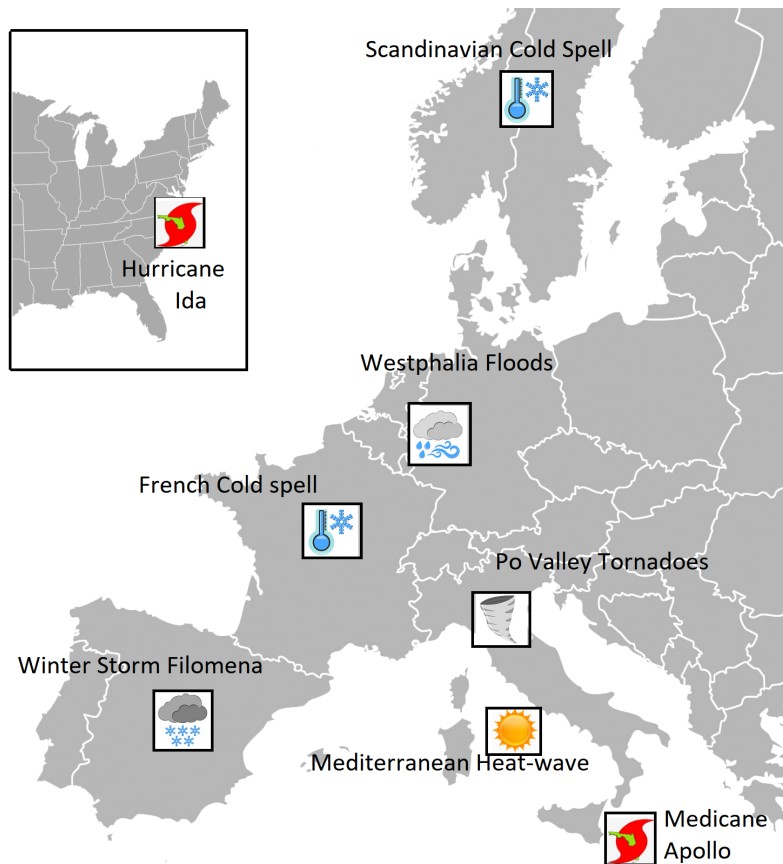 Scandinavian Cold Spell
Hurricane
Ida
Westphalia Floods
French Cold spell
Po Valley Tornadoes
Winter Storm Filomena
Mediterranean Heat-wave
Medicane
Apollo